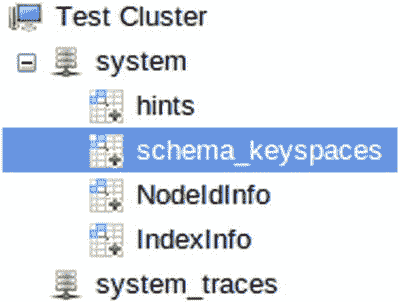 Test Cluster
system
hints
schema_keyspaces
NodeIdInfo
IndexInfo
system_traces